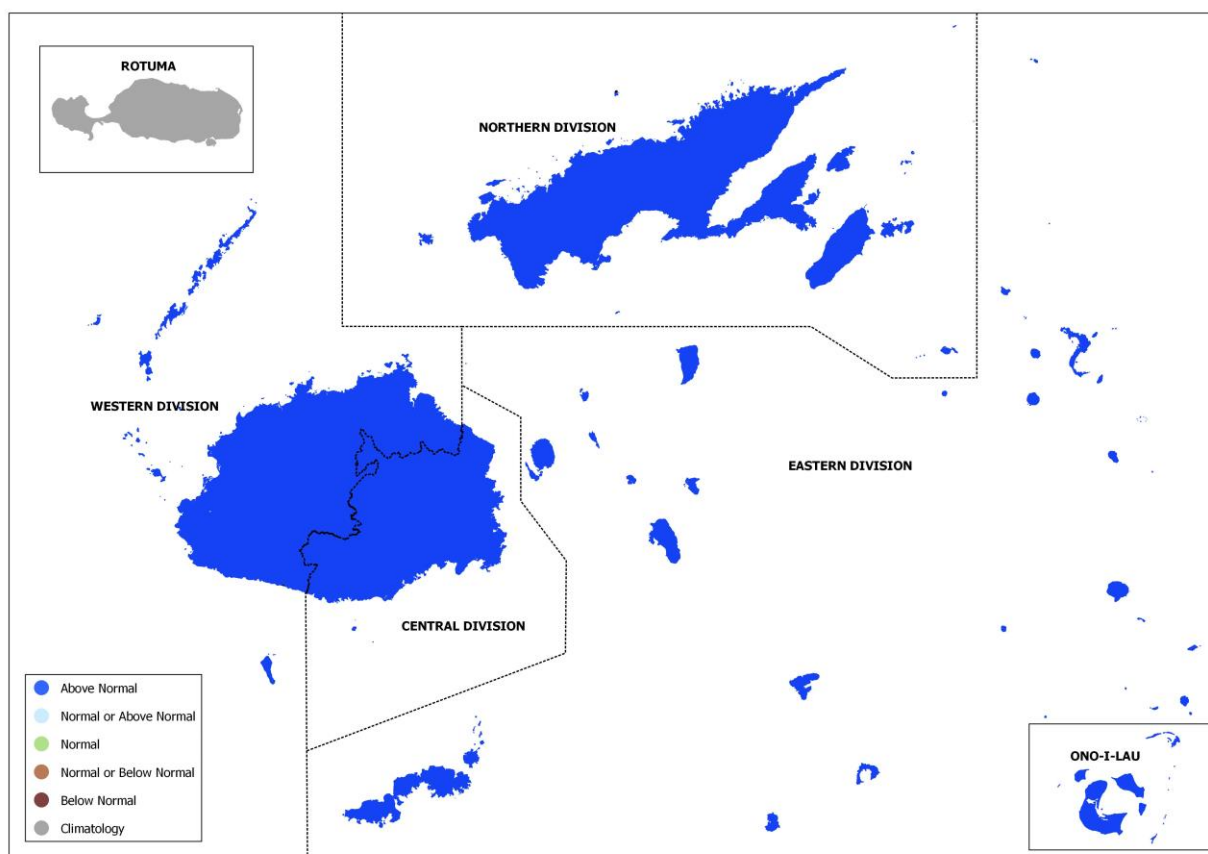 ROTUMA
NORTHERN DIVISION
WESTERN DIVISION
EASTERN DIVISION
CENTRAL DIVISION
Above Normal
Normal or Above Normal
Normal
Normal or Below Normal
Below Normal
Climatology
ONO-I-LAU